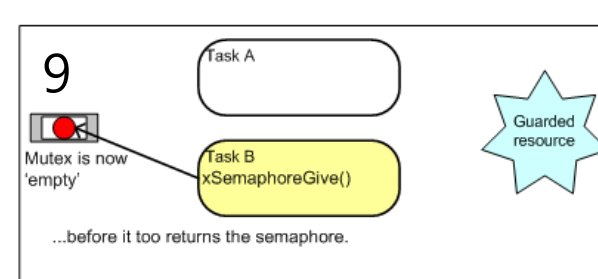 9
Task A
Guarded
resource
Mutex is now
'empty'
Task B
xSemaphoreGive()
...before it too returns the semaphore.